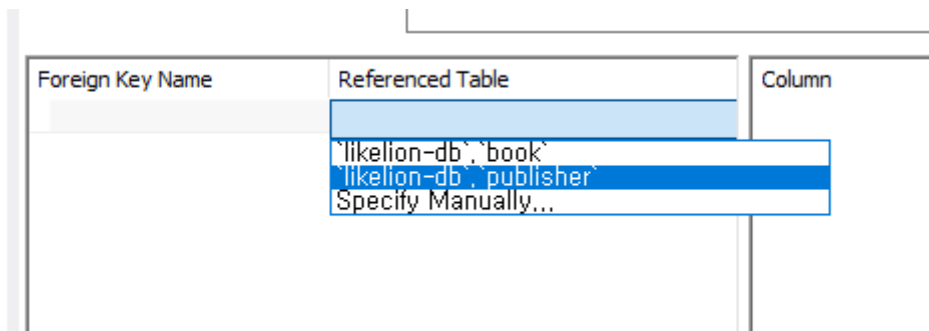 Foreign Key Name
Referenced Table
Column
`likelion-db`.`book`
`likelion-db`.`publisher`
Specify Manually...